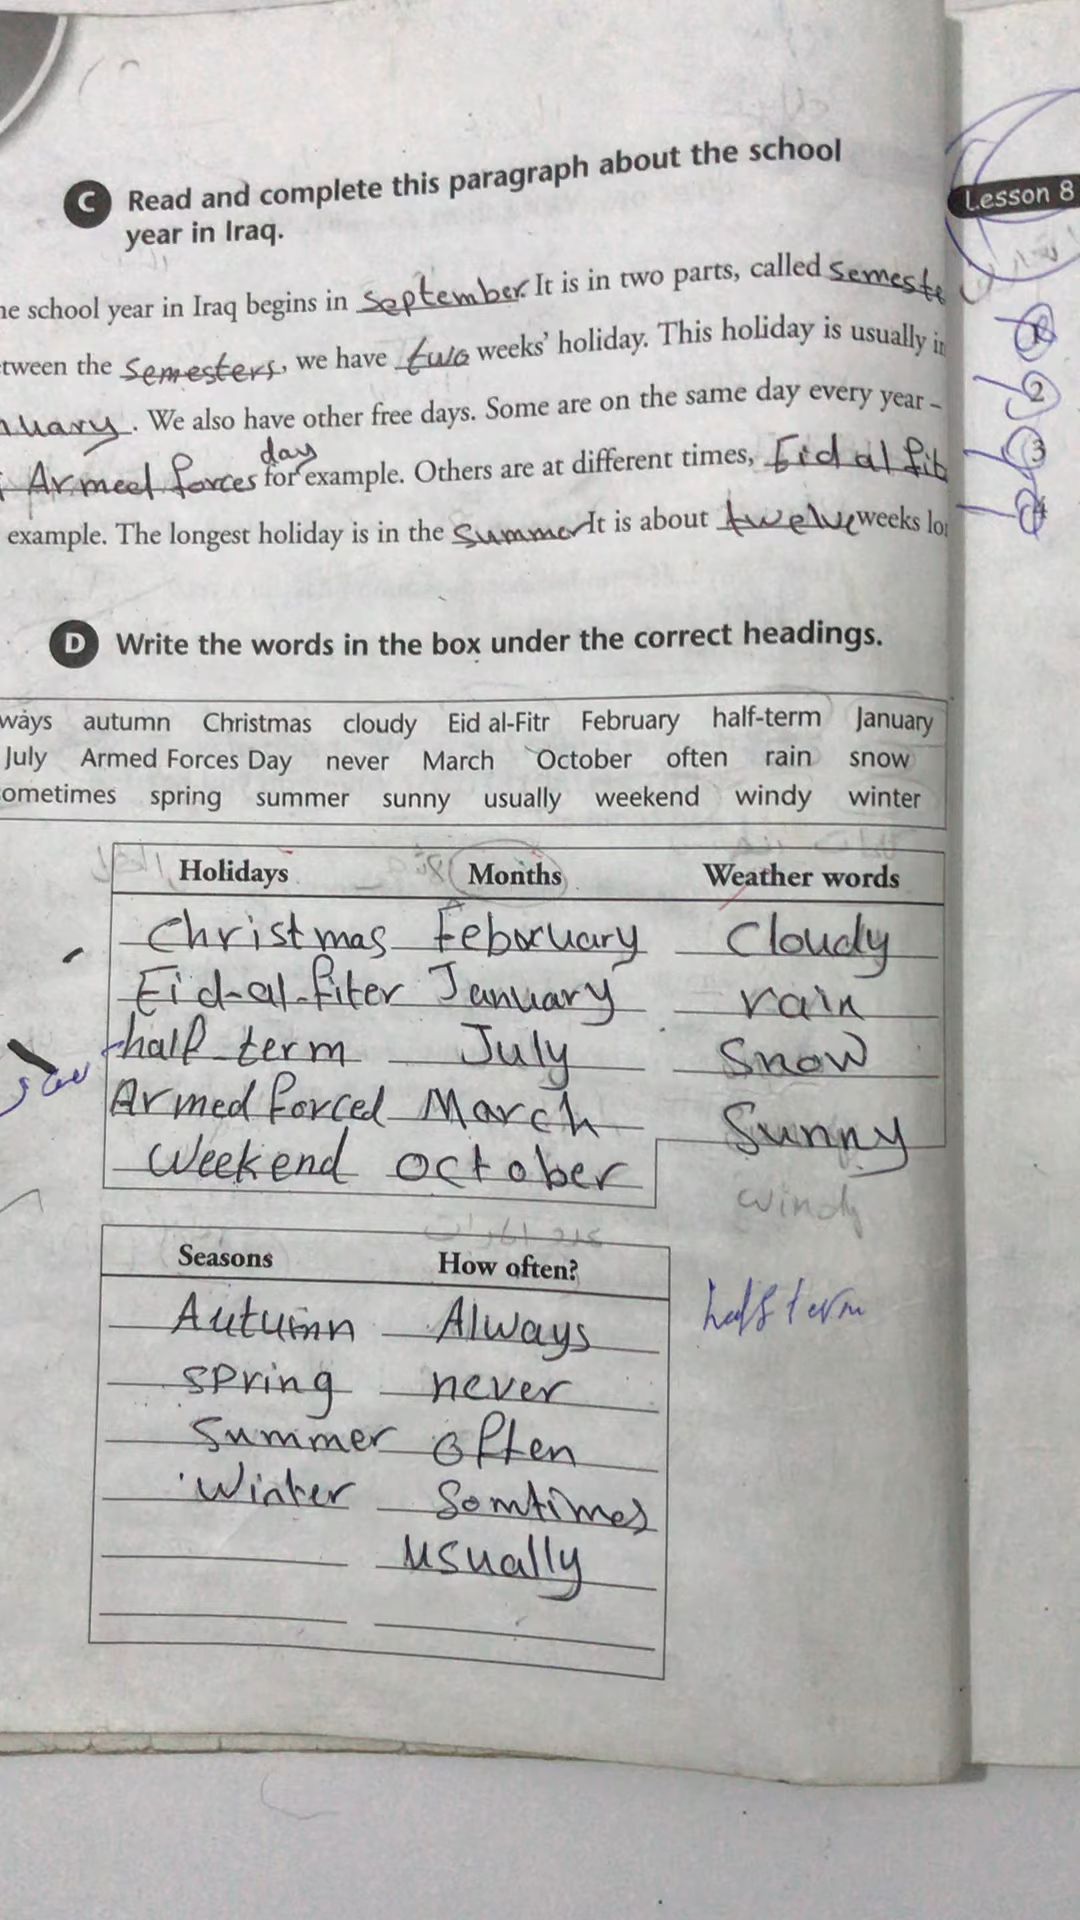 C Read and complete this paragraph about the school
year in Iraq.
Lesson 8
he school year in Iraq begins in September. It is in two parts, called Semeste
tween the Semesters, we have two weeks' holiday. This holiday is usually in
nuary. We also have other free days. Some are on the same day every year –
day
Armed forces for example. Others are at different times, Eid al fit
example. The longest holiday is in the Summer It is about twelve weeks lo
1
2
3
4
D Write the words in the box under the correct headings.
ways autumn Christmas cloudy Eid al-Fitr February half-term January
July Armed Forces Day never March October often rain snow
ometimes spring summer sunny usually weekend windy winter
Holidays Months Weather words
Christmas Feboruary Cloudy
Eid-al-fiter January rain
half term July Snow
Armed forced March Sunny
Weekend October
windy
Seasons How often?
Autumn Always
half term
spring never
Summer often
Winter Somtimes
usually